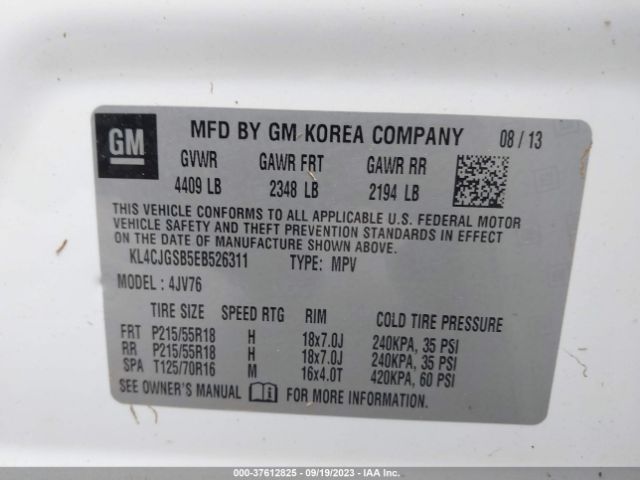 GM MFD BY GM KOREA COMPANY 08 / 13
GVWR GAWR FRT GAWR RR
4409 LB 2348 LB 2194 LB
THIS VEHICLE CONFORMS TO ALL APPLICABLE U.S. FEDERAL MOTOR
VEHICLE SAFETY AND THEFT PREVENTION STANDARDS IN EFFECT
ON THE DATE OF MANUFACTURE SHOWN ABOVE.
KL4CJGSB5EB526311 TYPE: MPV
MODEL : 4JV76
TIRE SIZE SPEED RTG RIM COLD TIRE PRESSURE
FRT P215/55R18 H 18x7.0J 240KPA, 35 PSI
RR P215/55R18 H 18x7.0J 240KPA, 35 PSI
SPA T125/70R16 M 16x4.0T 420KPA, 60 PSI
SEE OWNER'S MANUAL i FOR MORE INFORMATION.
000-37612825 - 09/19/2023 - IAA Inc.